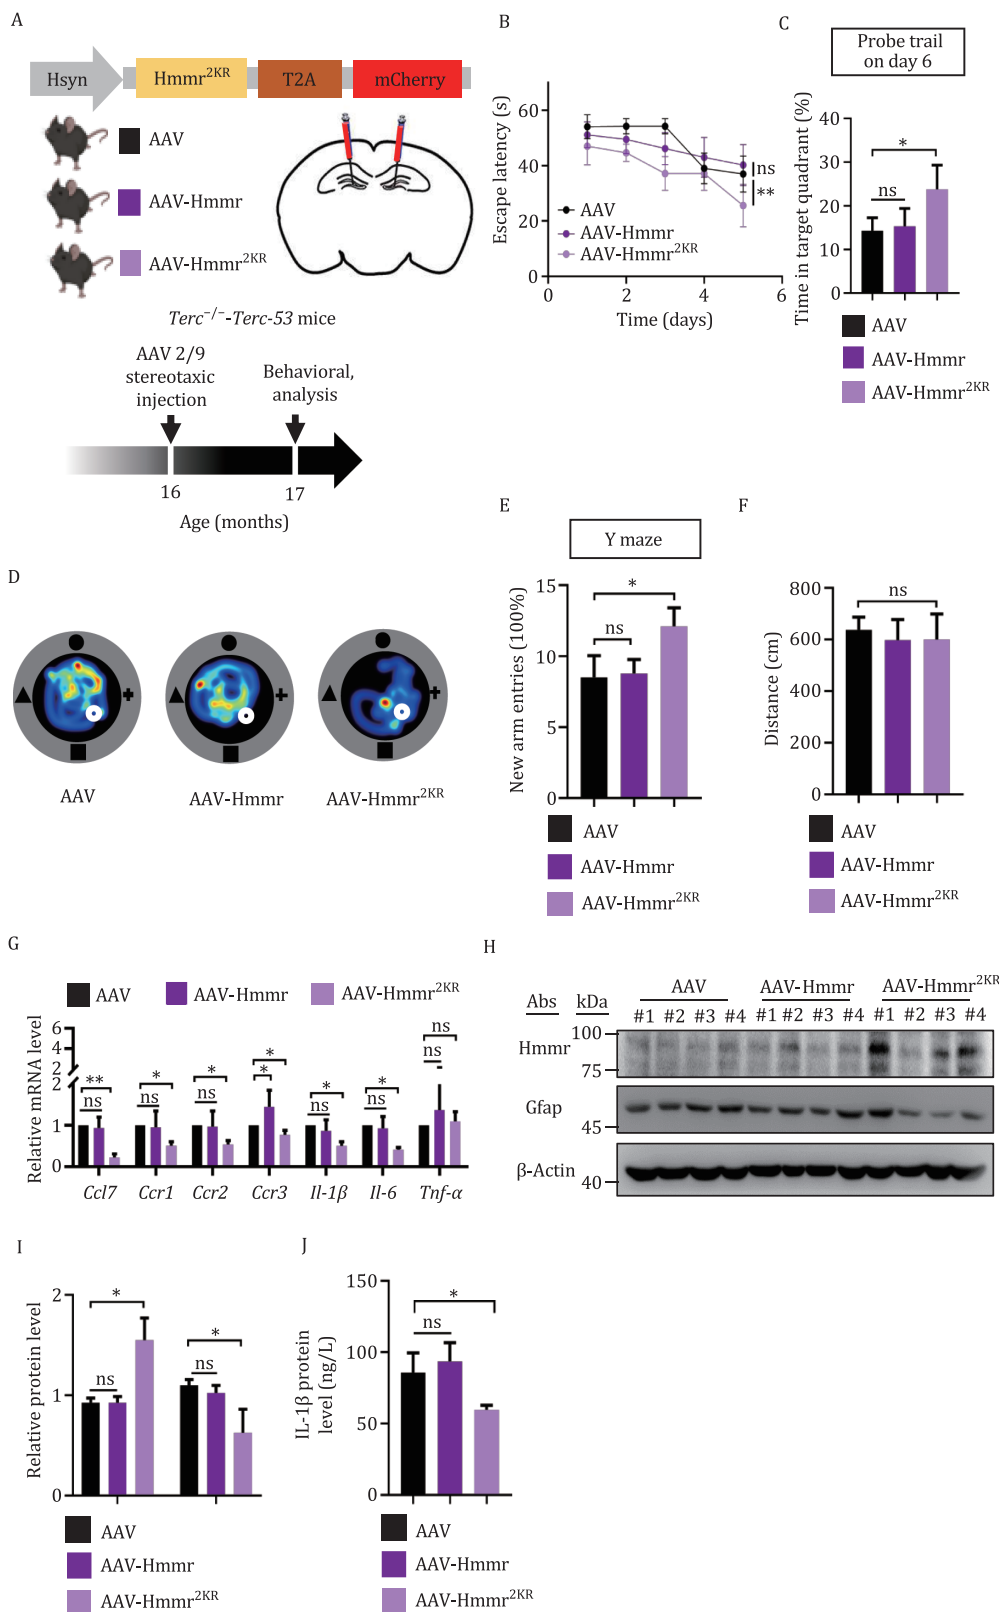 A
Hsyn
Hmmr2KR
T2A
mCherry
AAV
AAV-Hmmr
AAV-Hmmr2KR
Terc−/−-Terc-53 mice
AAV 2/9
stereotaxic
injection
Behavioral,
analysis
16
17
Age (months)
B
Escape latency (s)
60
40
20
0
0
2
4
6
Time (days)
AAV
AAV-Hmmr
AAV-Hmmr2KR
ns
**
C
Probe trail
on day 6
Time in target quadrant (%)
40
30
20
10
0
ns
*
AAV
AAV-Hmmr
AAV-Hmmr2KR
D
AAV
AAV-Hmmr
AAV-Hmmr2KR
E
Y maze
New arm entries (100%)
15
10
5
0
ns
*
AAV
AAV-Hmmr
AAV-Hmmr2KR
F
Distance (cm)
800
600
400
200
0
ns
AAV
AAV-Hmmr
AAV-Hmmr2KR
G
AAV
AAV-Hmmr
AAV-Hmmr2KR
Relative mRNA level
6
4
2
2
1
0
**
ns
*
ns
*
ns
*
*
*
ns
*
ns
ns
ns
Ccl7
Ccr1
Ccr2
Ccr3
Il-1β
Il-6
Tnf-α
H
Abs
kDa
AAV
AAV-Hmmr
AAV-Hmmr2KR
#1 #2 #3 #4 #1 #2 #3 #4 #1 #2 #3 #4
Hmmr
100
75
Gfap
45
β-Actin
40
I
Relative protein level
2
1
0
ns
*
ns
*
AAV
AAV-Hmmr
AAV-Hmmr2KR
J
IL-1β protein
level (ng/L)
150
100
50
0
ns
*
AAV
AAV-Hmmr
AAV-Hmmr2KR